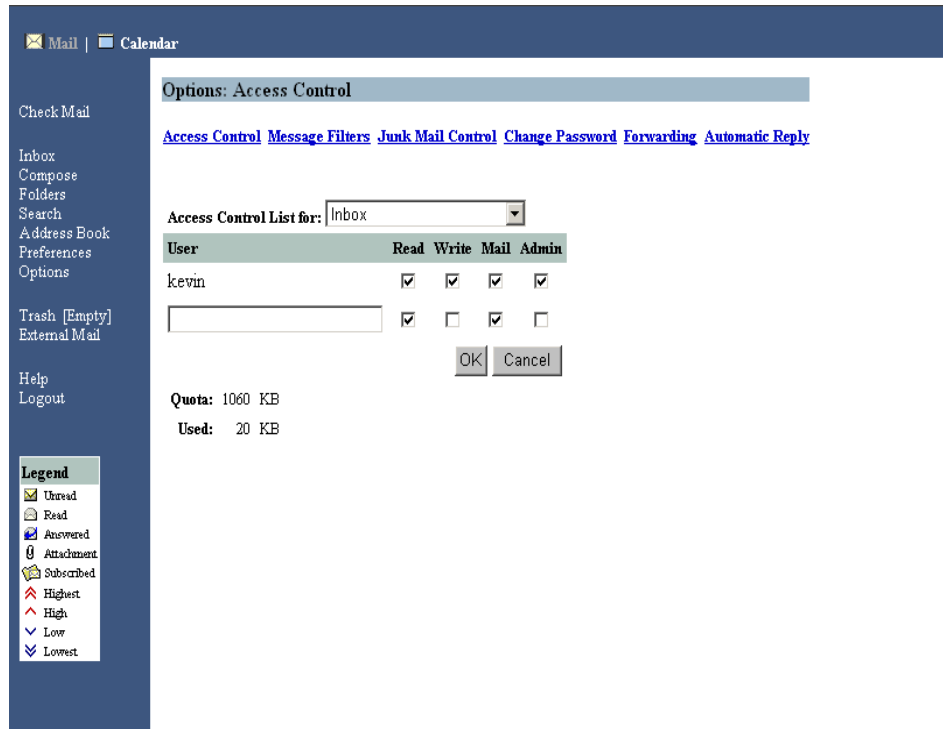 Mail | Calendar
Options: Access Control
Check Mail
Access Control Message Filters Junk Mail Control Change Password Forwarding Automatic Reply
Inbox
Compose
Folders
Search
Address Book
Preferences
Options
Trash [Empty]
External Mail
Help
Logout
Access Control List for: Inbox
User Read Write Mail Admin
kevin
OK Cancel
Quota: 1060 KB
Used: 20 KB
Legend
Unread
Read
Answered
Attachment
Subscribed
Highest
High
Low
Lowest